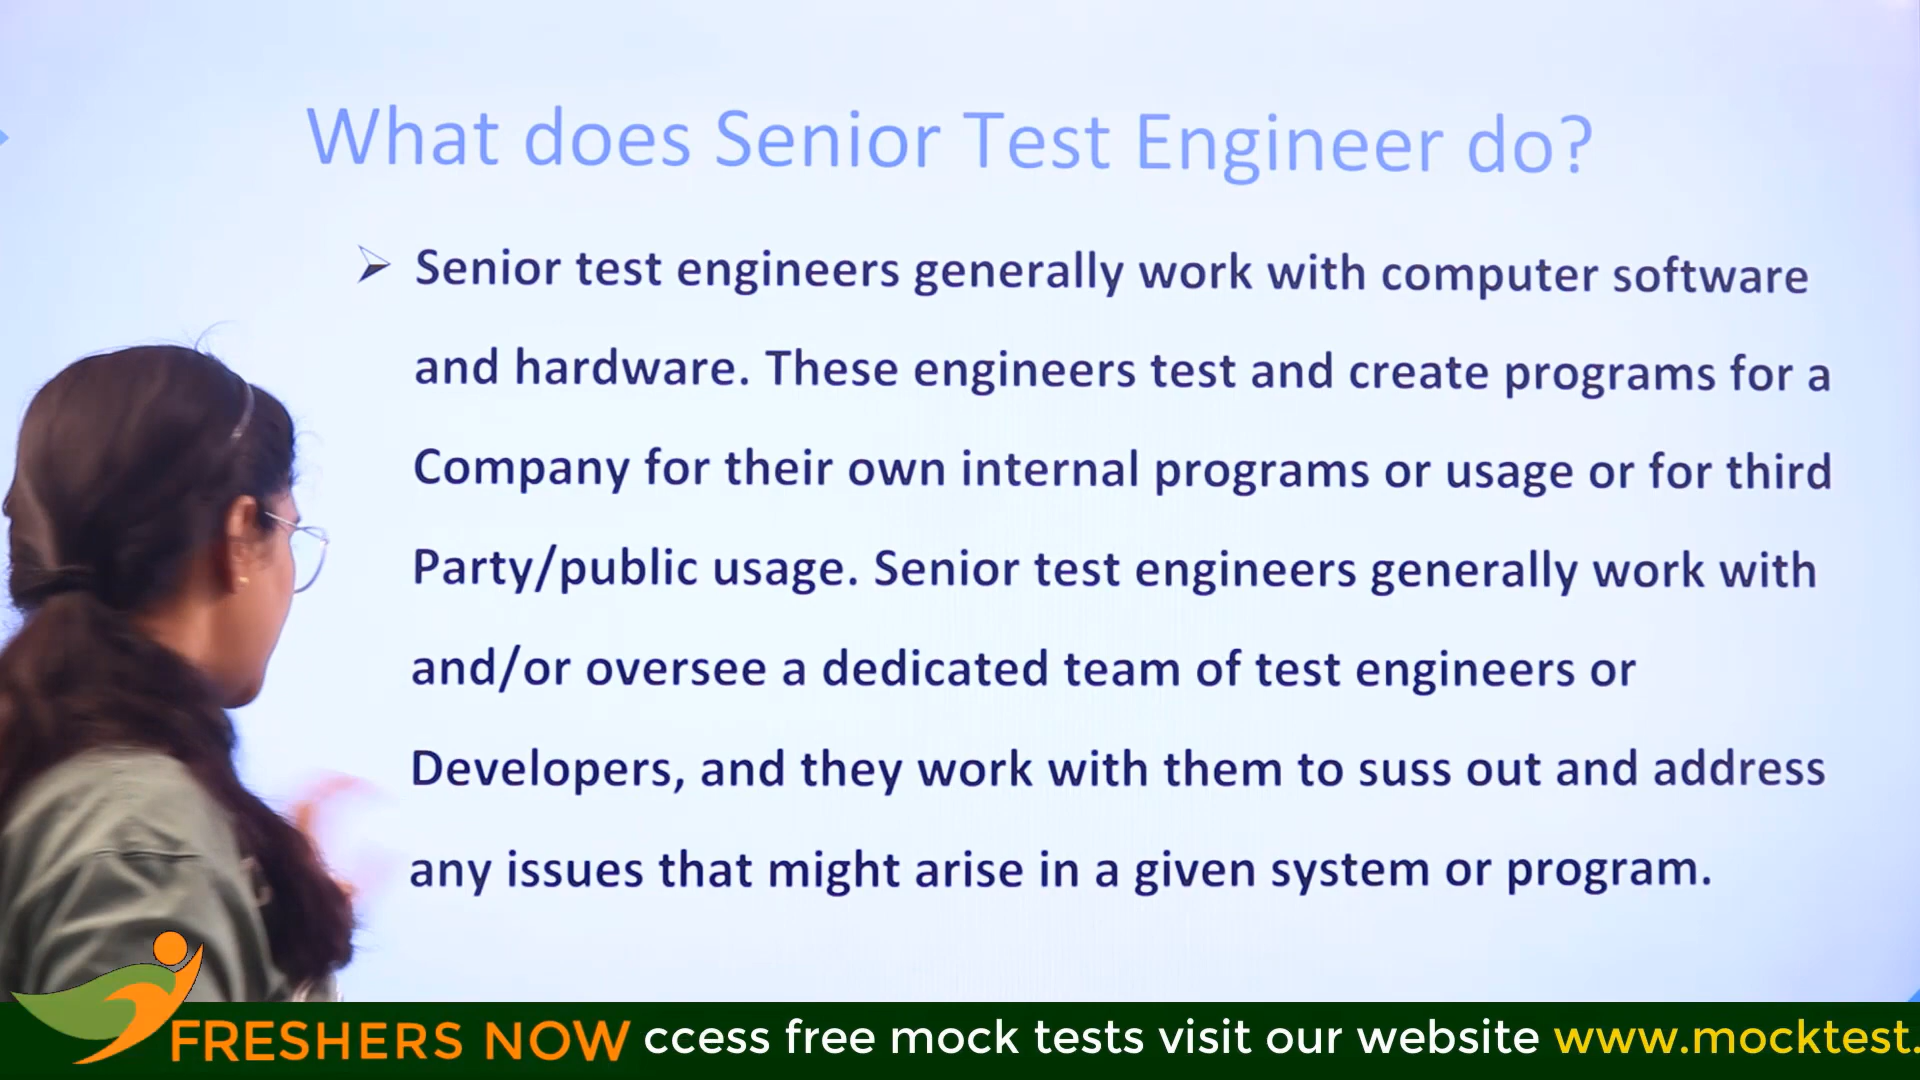 What does Senior Test Engineer do?
➢ Senior test engineers generally work with computer software
and hardware. These engineers test and create programs for a
Company for their own internal programs or usage or for third
Party/public usage. Senior test engineers generally work with
and/or oversee a dedicated team of test engineers or
Developers, and they work with them to suss out and address
any issues that might arise in a given system or program.
FRESHERS NOW ccess free mock tests visit our website www.mocktest.